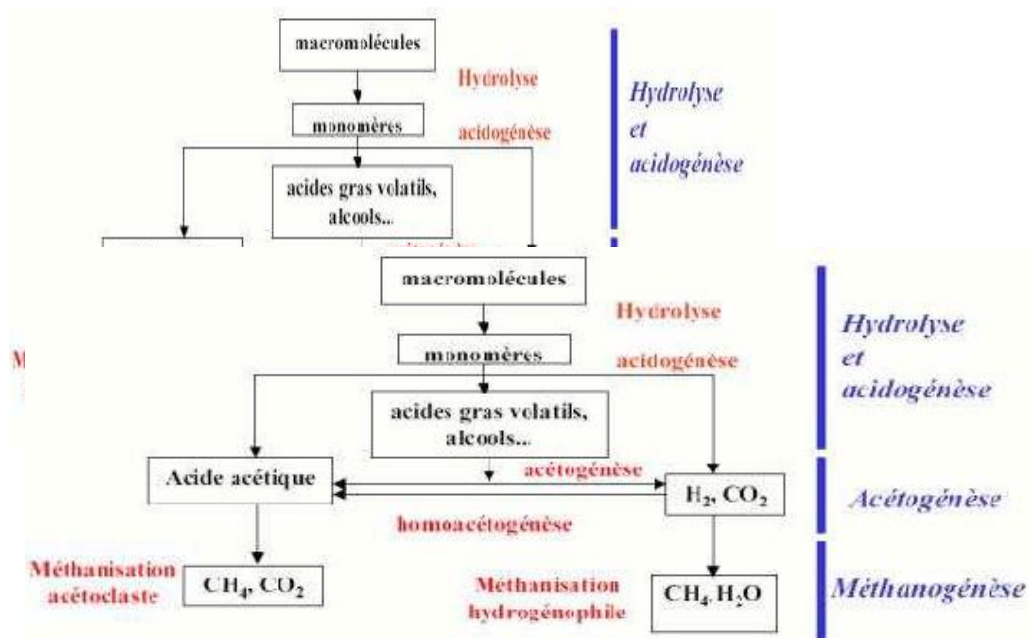 macromolécules
Hydrolyse
monomères
acidogénèse
acides gras volatils,
alcools...
Hydrolyse
et
acidogénèse
macromolécules
Hydrolyse
monomères
acidogénèse
acides gras volatils,
alcools...
Hydrolyse
et
acidogénèse
Acide acétique
acétogénèse
H₂, CO₂
homoacétogénèse
Acétogénèse
Méthanisation
acétoclaste
CH₄, CO₂
Méthanisation
hydrogénophile
CH₄, H₂O
Méthanogénèse